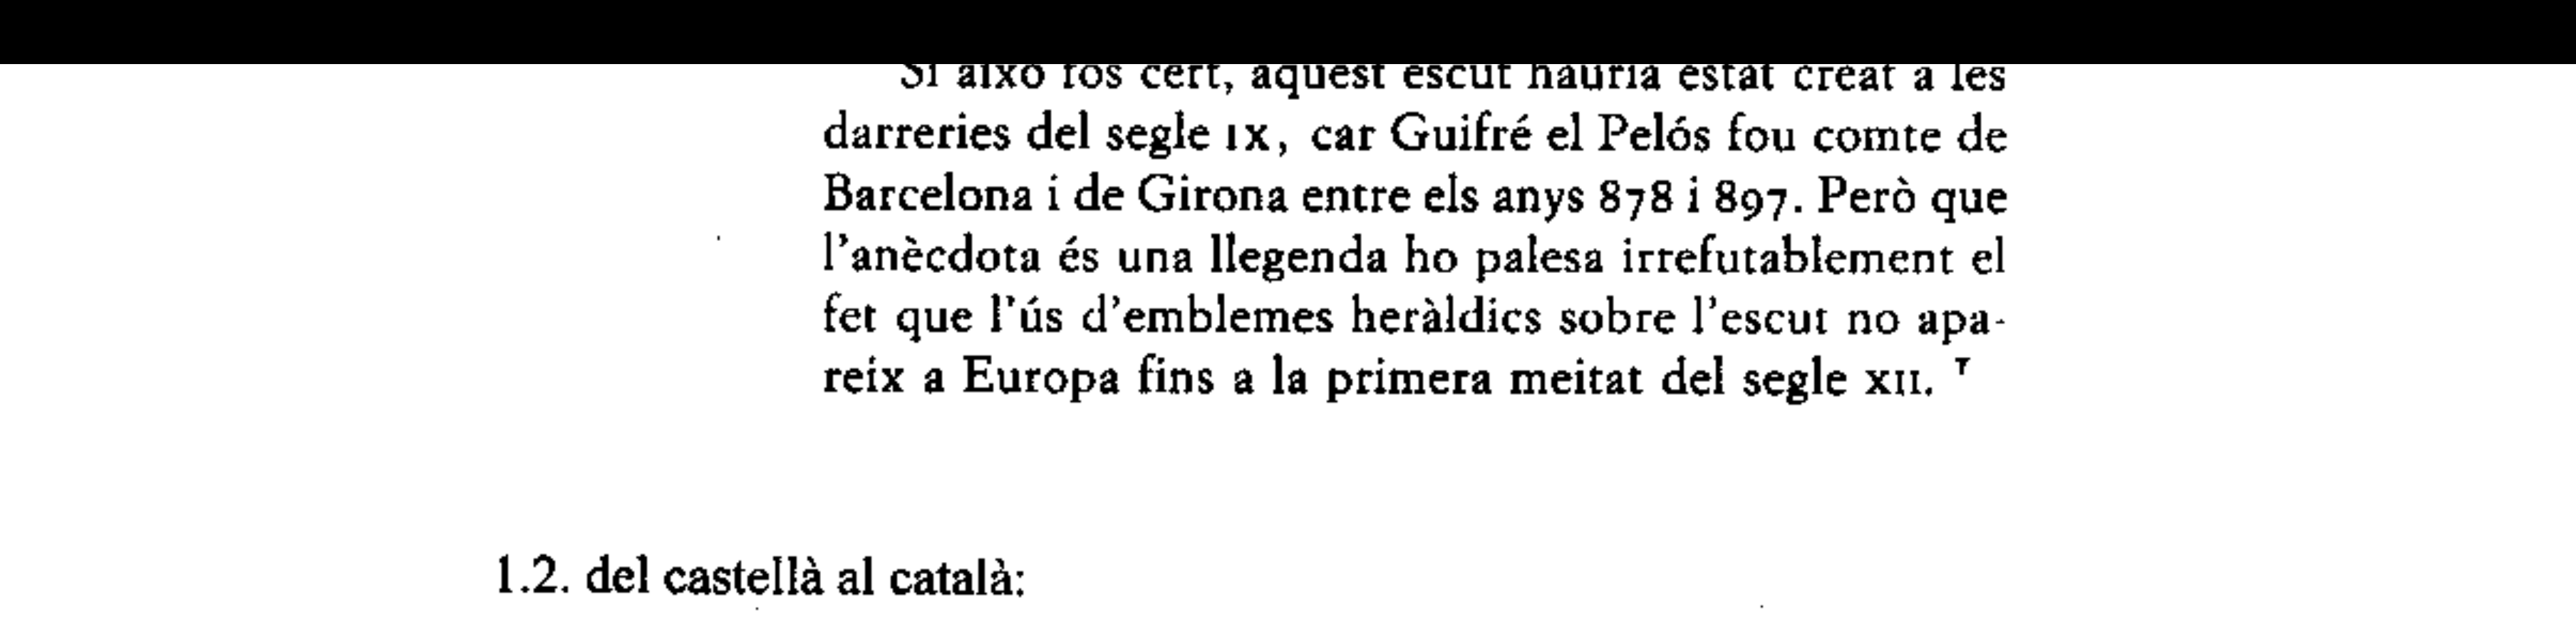 Si això fos cert, aquest escut hauria estat creat a les
darreries del segle IX, car Guifré el Pelós fou comte de
Barcelona i de Girona entre els anys 878 i 897. Però que
l'anècdota és una llegenda ho palesa irrefutablement el
fet que l'ús d'emblemes heràldics sobre l'escut no apa-
reix a Europa fins a la primera meitat del segle XII. 1
1.2. del castellà al català: